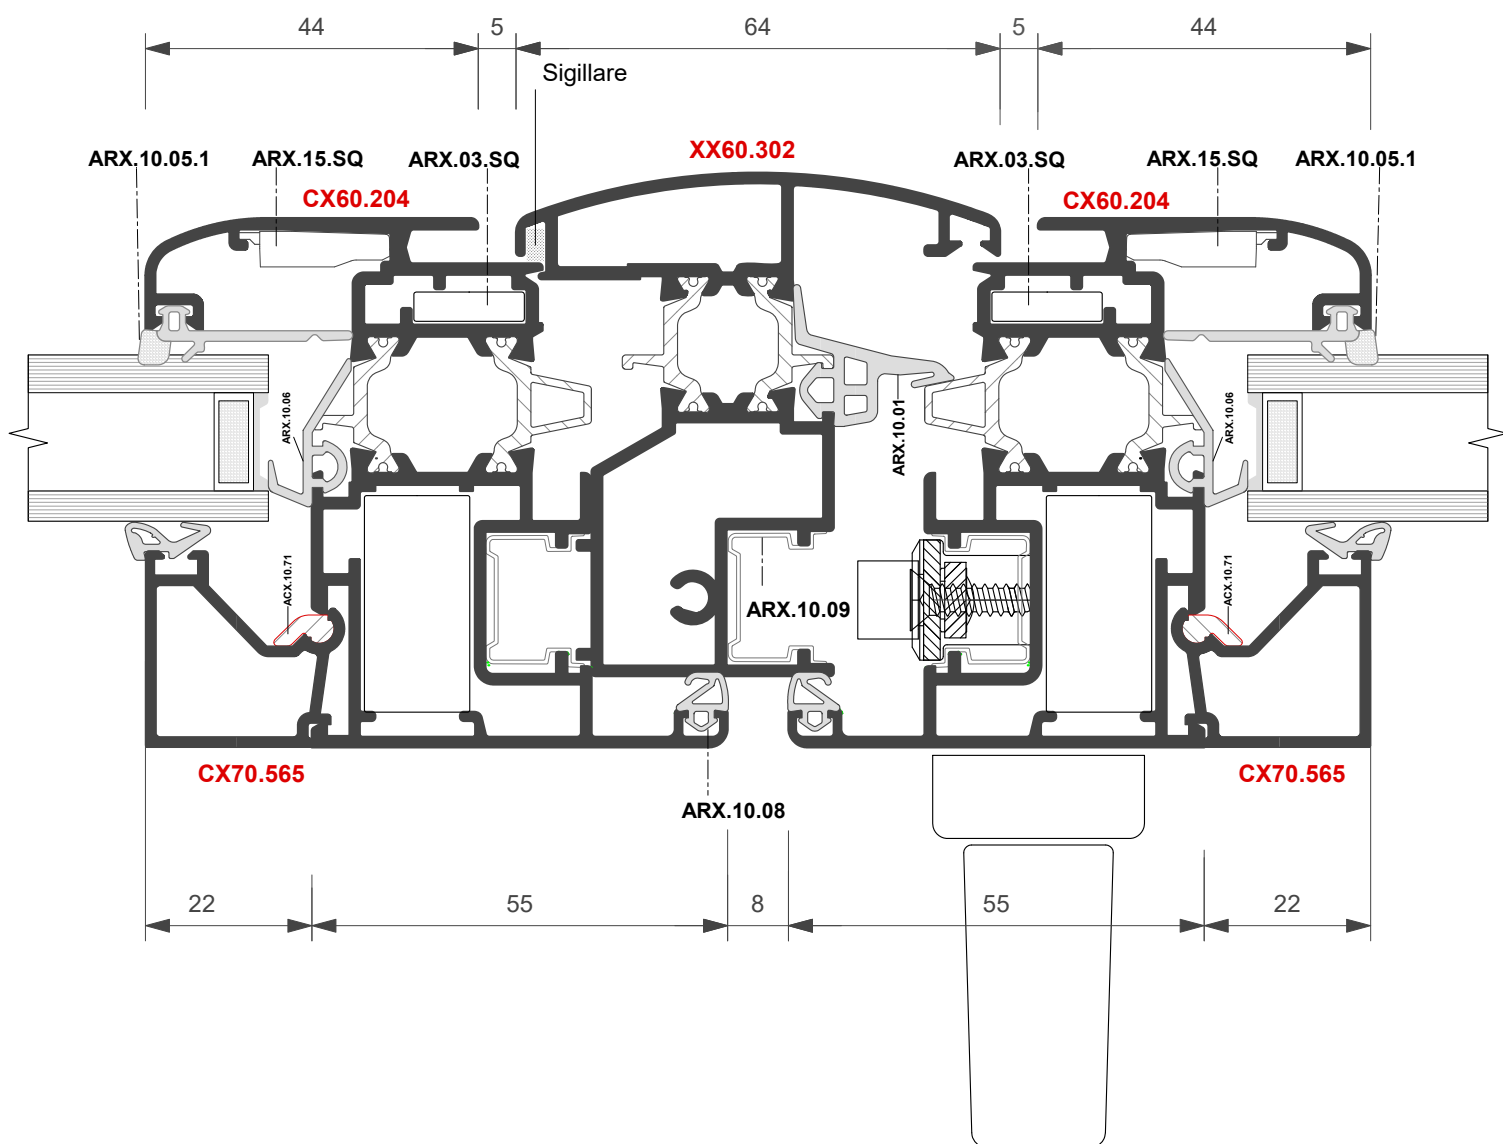 44 5 64 5 44
Sigillare
ARX.10.05.1 ARX.15.SQ ARX.03.SQ XX60.302 ARX.03.SQ ARX.15.SQ ARX.10.05.1
CX60.204 CX60.204
ARX.10.06 ARX.10.01 ARX.10.06
ACX.10.71 ARX.10.09 ACX.10.71
CX70.565 CX70.565
ARX.10.08
22 55 8 55 22